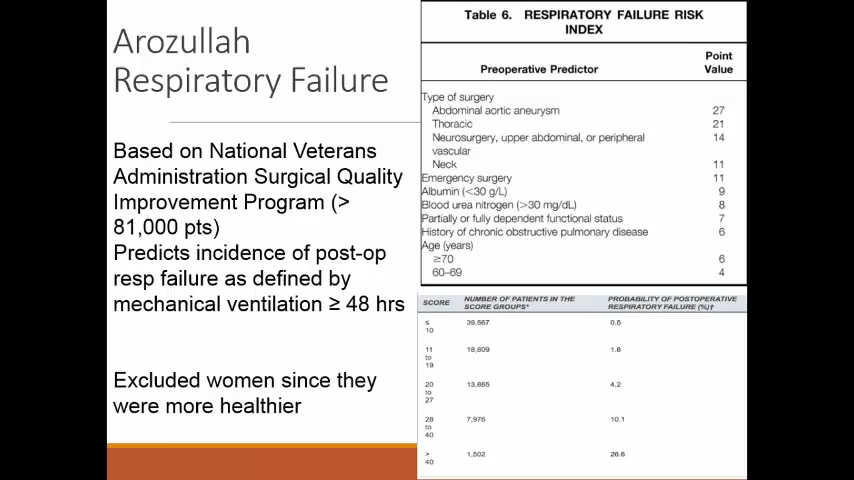 Arozullah
Respiratory Failure
Based on National Veterans
Administration Surgical Quality
Improvement Program (>
81,000 pts)
Predicts incidence of post-op
resp failure as defined by
mechanical ventilation ≥ 48 hrs
Excluded women since they
were more healthier
Table 6. RESPIRATORY FAILURE RISK
INDEX
Preoperative Predictor Point Value
Type of surgery
Abdominal aortic aneurysm 27
Thoracic 21
Neurosurgery, upper abdominal, or peripheral 14
vascular
Neck 11
Emergency surgery 11
Albumin (<30 g/L) 9
Blood urea nitrogen (>30 mg/dL) 8
Partially or fully dependent functional status 7
History of chronic obstructive pulmonary disease 6
Age (years)
≥70 6
60–69 4
SCORE NUMBER OF PATIENTS IN THE SCORE GROUPS* PROBABILITY OF POSTOPERATIVE RESPIRATORY FAILURE (%)†
≤ 10 39,567 0.5
11 to 19 18,809 1.8
20 to 27 13,865 4.2
28 to 40 7,976 10.1
> 40 1,502 26.6